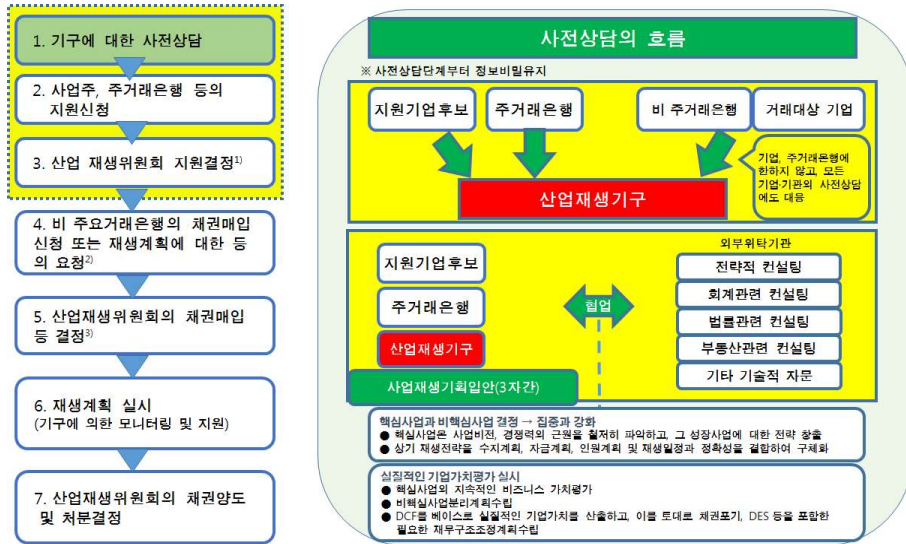 1. 기구에 대한 사전상담
2. 사업주, 주거래은행 등의
지원신청
3. 산업 재생위원회 지원결정1)
4. 비 주요거래은행의 채권매입
신청 또는 재생계획에 대한 등
의 요청2)
5. 산업재생위원회의 채권매입
등 결정3)
6. 재생계획 실시
(기구에 의한 모니터링 및 지원)
7. 산업재생위원회의 채권양도
및 처분결정
사전상담의 흐름
※ 사전상담단계부터 정보비밀유지
지원기업후보
주거래은행
비 주거래은행
거래대상 기업
산업재생기구
기업, 주거래은행에
한하지 않고, 모든
기업·기관의 사전상담
에도 대응
지원기업후보
주거래은행
산업재생기구
사업재생기획입안(3자간)
협업
외부위탁기관
전략적 컨설팅
회계관련 컨설팅
법률관련 컨설팅
부동산관련 컨설팅
기타 기술적 자문
핵심사업과 비핵심사업 결정 → 집중과 강화
● 핵심사업은 사업비전, 경쟁력의 근원을 철저히 파악하고, 그 성장사업에 대한 전략 창출
● 상기 재생전략을 수지계획, 자금계획, 인원계획 및 재생일정과 정확성을 결합하여 구체화
실질적인 기업가치평가 실시
● 핵심사업의 지속적인 비즈니스 가치평가
● 비핵심사업분리계획수립
● DCF를 베이스로 실질적인 기업가치를 산출하고, 이를 토대로 채권포기, DES 등을 포함한
필요한 재무구조조정계획수립